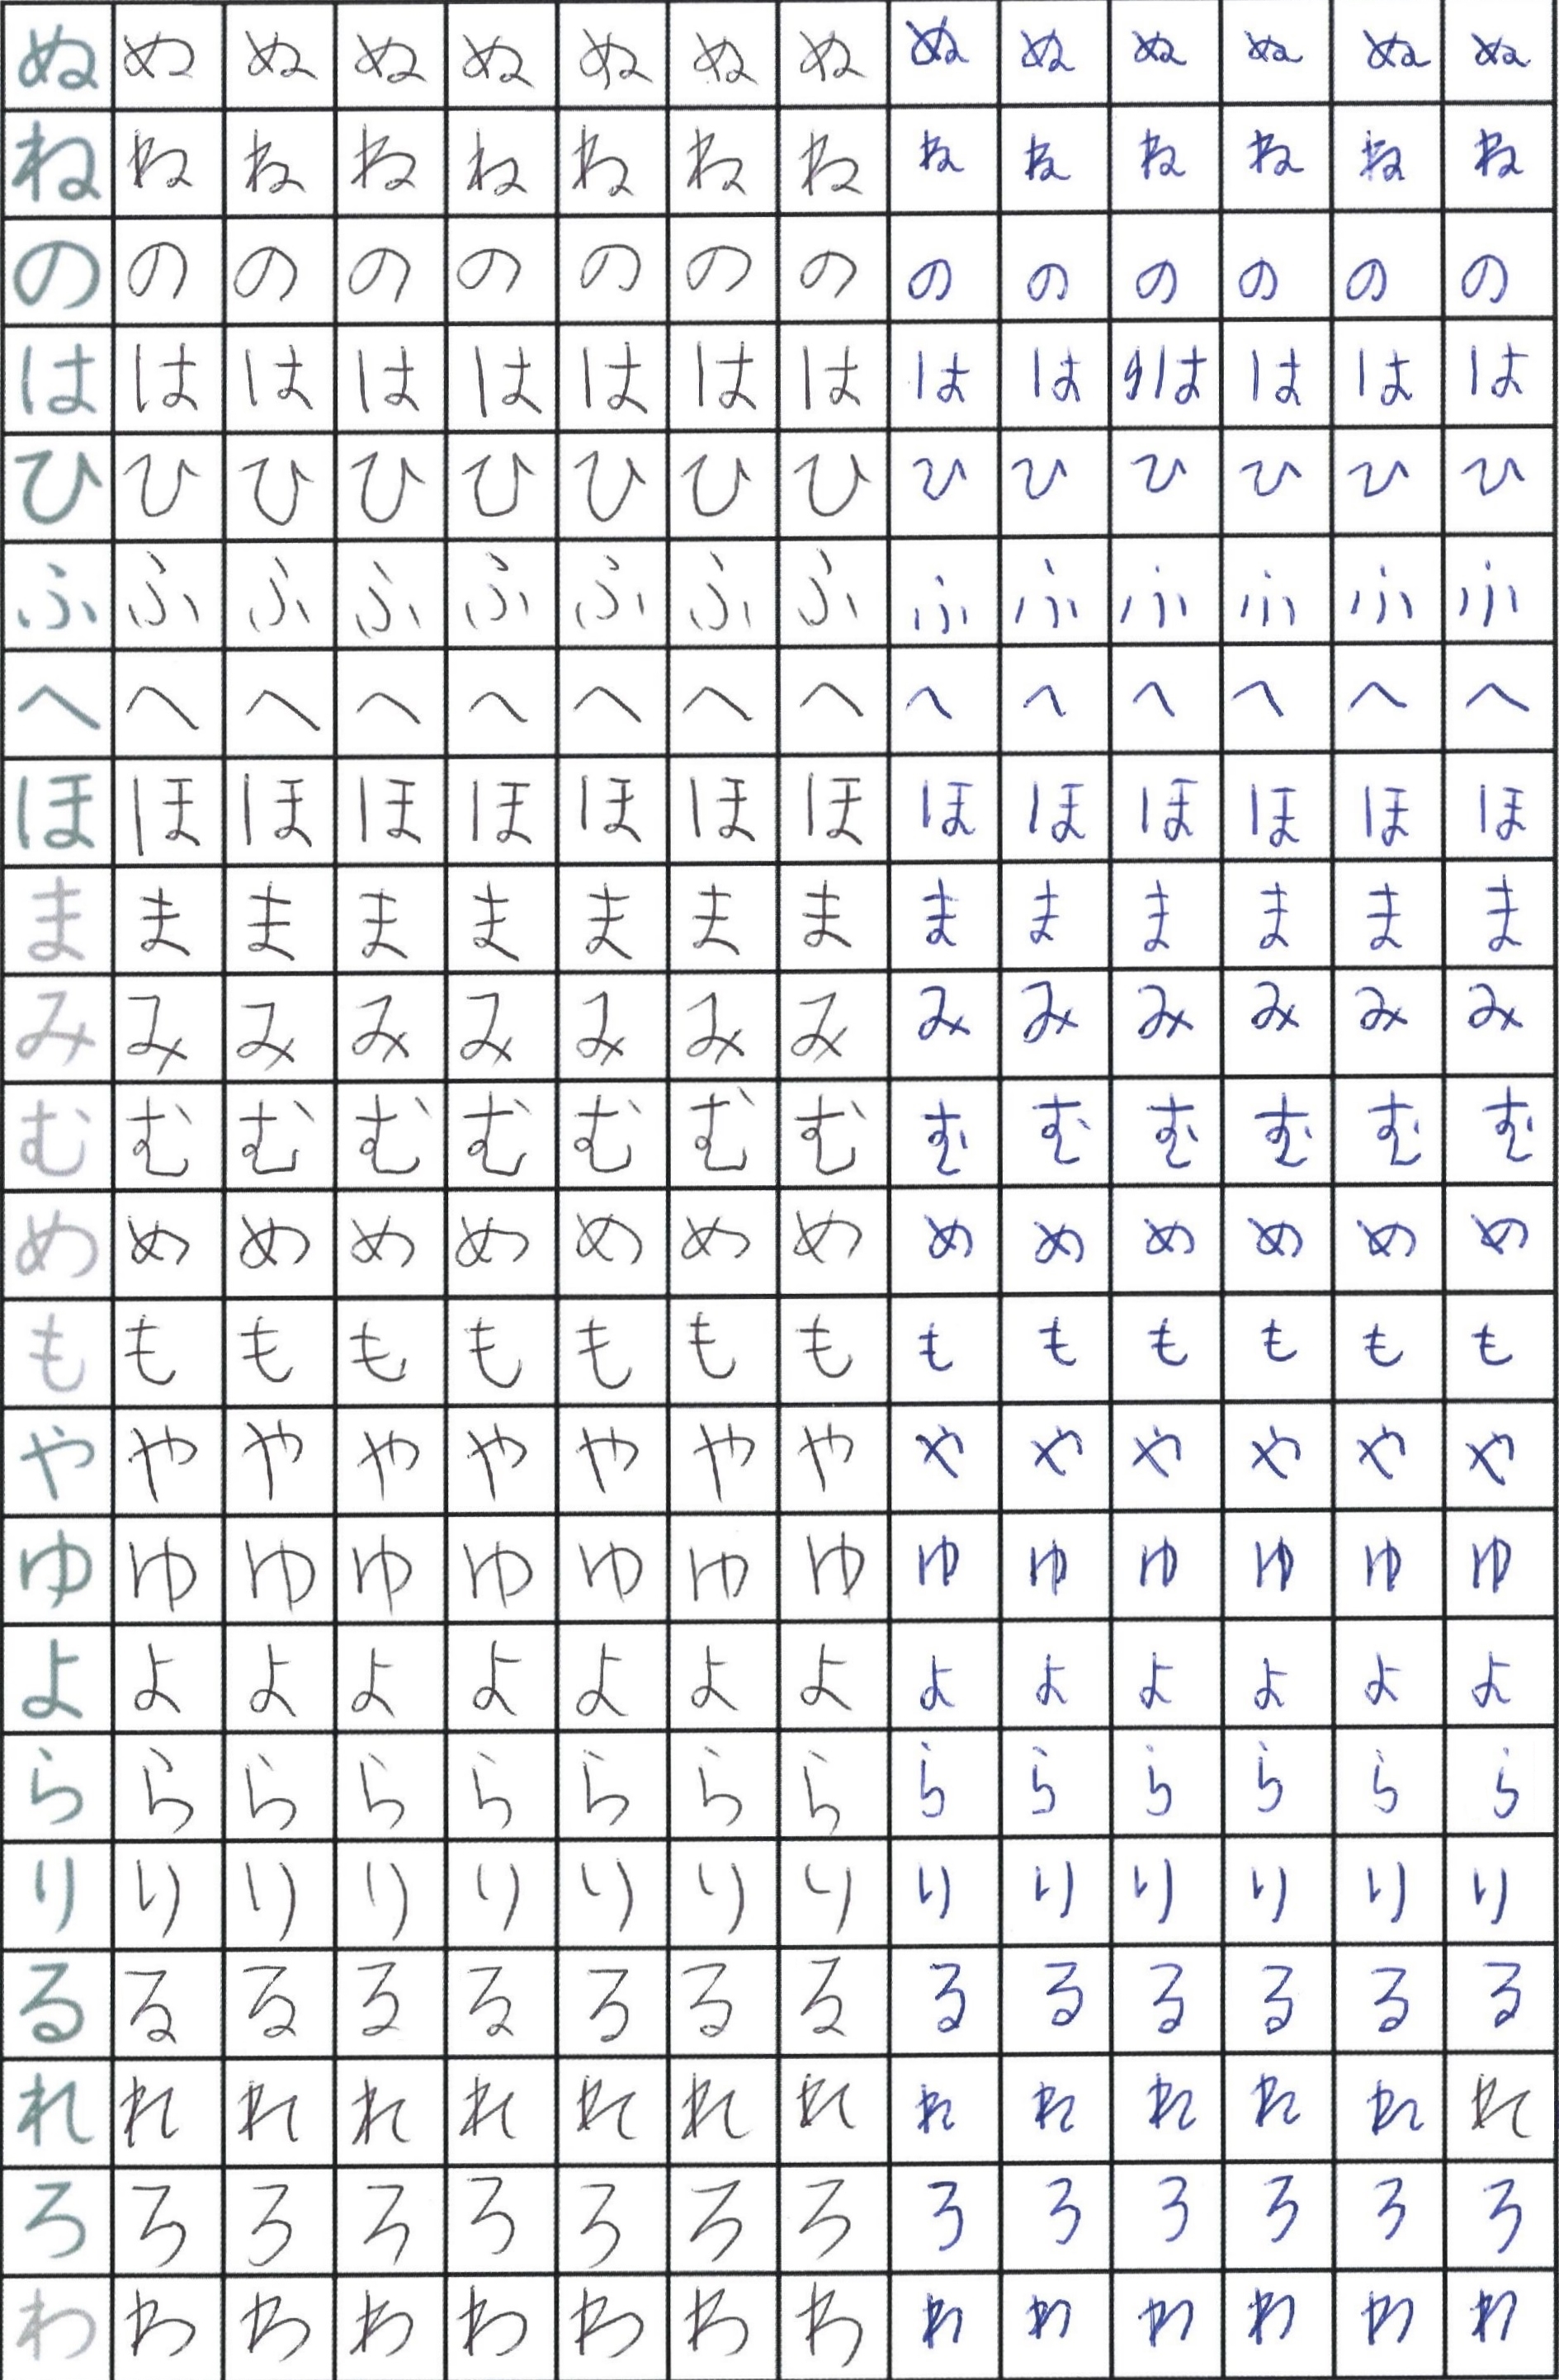 ぬ ぬ ぬ ぬ ぬ ぬ ぬ ぬ ぬ ぬ ぬ ぬ ぬ ぬ
ね ね ね ね ね ね ね ね ね ね ね ね ね ね
の の の の の の の の の の の の の の
は は は は は は は は は は は は は は
ひ ひ ひ ひ ひ ひ ひ ひ ひ ひ ひ ひ ひ ひ
ふ ふ ふ ふ ふ ふ ふ ふ ふ ふ ふ ふ ふ ふ
へ へ へ へ へ へ へ へ へ へ へ へ へ へ
ほ ほ ほ ほ ほ ほ ほ ほ ほ ほ ほ ほ ほ ほ
ま ま ま ま ま ま ま ま ま ま ま ま ま ま
み み み み み み み み み み み み み み
む む む む む む む む む む む む む む
め め め め め め め め め め め め め め
も も も も も も も も も も も も も も
や や や や や や や や や や や や や や
ゆ ゆ ゆ ゆ ゆ ゆ ゆ ゆ ゆ ゆ ゆ ゆ ゆ ゆ
よ よ よ よ よ よ よ よ よ よ よ よ よ よ
ら ら ら ら ら ら ら ら ら ら ら ら ら ら
り り り り り り り り り り り り り り
る る る る る る る る る る る る る る
れ れ れ れ れ れ れ れ れ れ れ れ れ れ
ろ ろ ろ ろ ろ ろ ろ ろ ろ ろ ろ ろ ろ ろ
わ わ わ わ わ わ わ わ わ わ わ わ わ わ